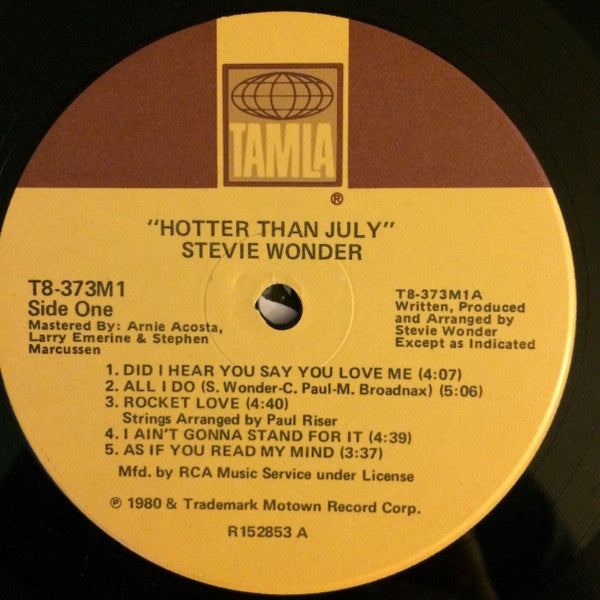 TAMLA
®
"HOTTER THAN JULY"
STEVIE WONDER
T8-373M1
Side One
Mastered By: Arnie Acosta,
Larry Emerine & Stephen
Marcussen
T8-373M1A
Written, Produced
and Arranged by
Stevie Wonder
Except as Indicated
1. DID I HEAR YOU SAY YOU LOVE ME (4:07)
2. ALL I DO (S. Wonder-C. Paul-M. Broadnax) (5:06)
3. ROCKET LOVE (4:40)
Strings Arranged by Paul Riser
4. I AIN'T GONNA STAND FOR IT (4:39)
5. AS IF YOU READ MY MIND (3:37)
Mfd. by RCA Music Service under License
℗ 1980 & Trademark Motown Record Corp.
R152853 A